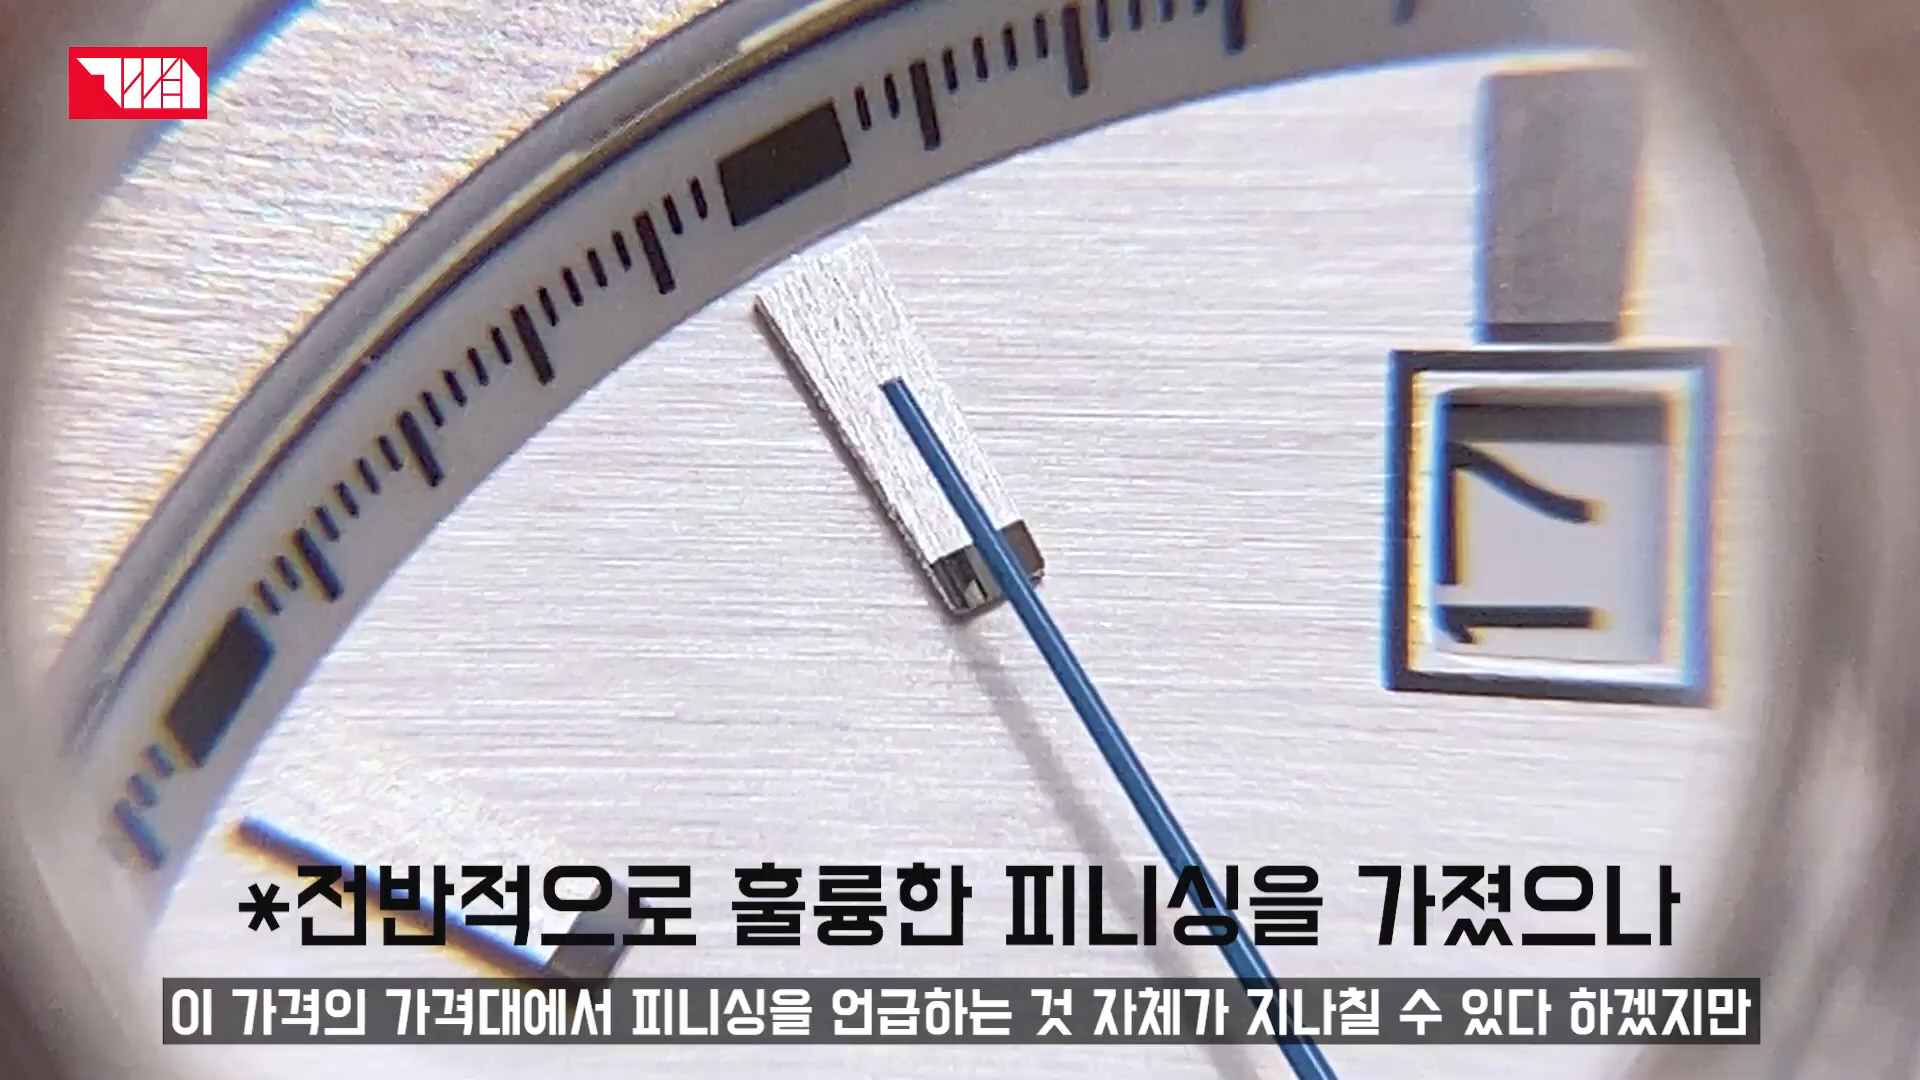 17
*전반적으로 훌륭한 피니싱을 가졌으나
이 가격의 가격대에서 피니싱을 언급하는 것 자체가 지나칠 수 있다 하겠지만